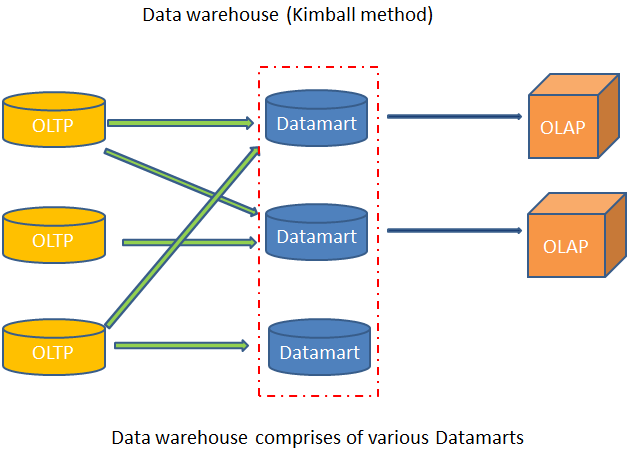 Data warehouse (Kimball method)
OLTP
Datamart
OLAP
OLTP
Datamart
OLAP
OLTP
Datamart
Data warehouse comprises of various Datamarts